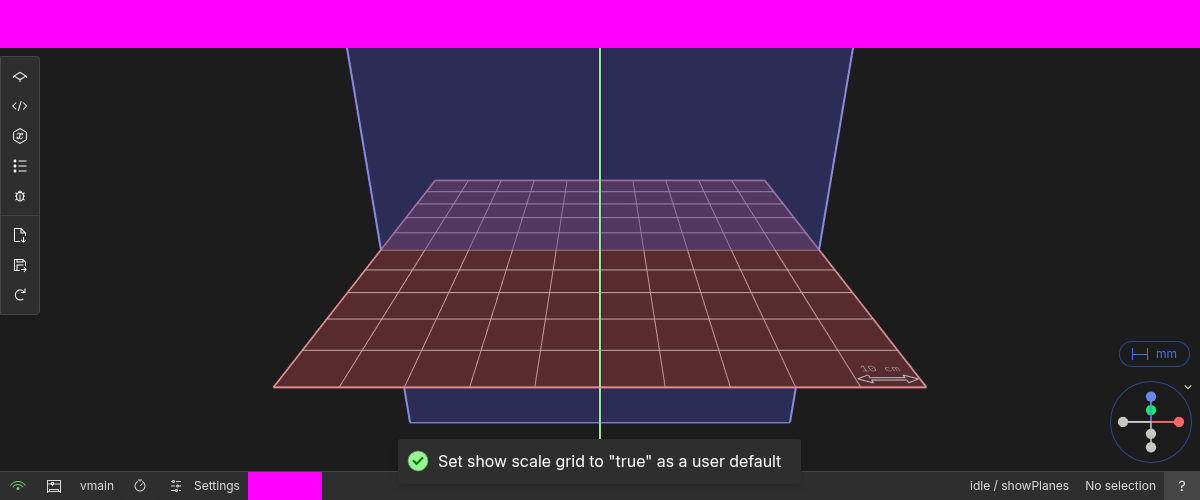 10 cm
mm
Set show scale grid to "true" as a user default
vmain
Settings
idle / showPlanes
No selection
?